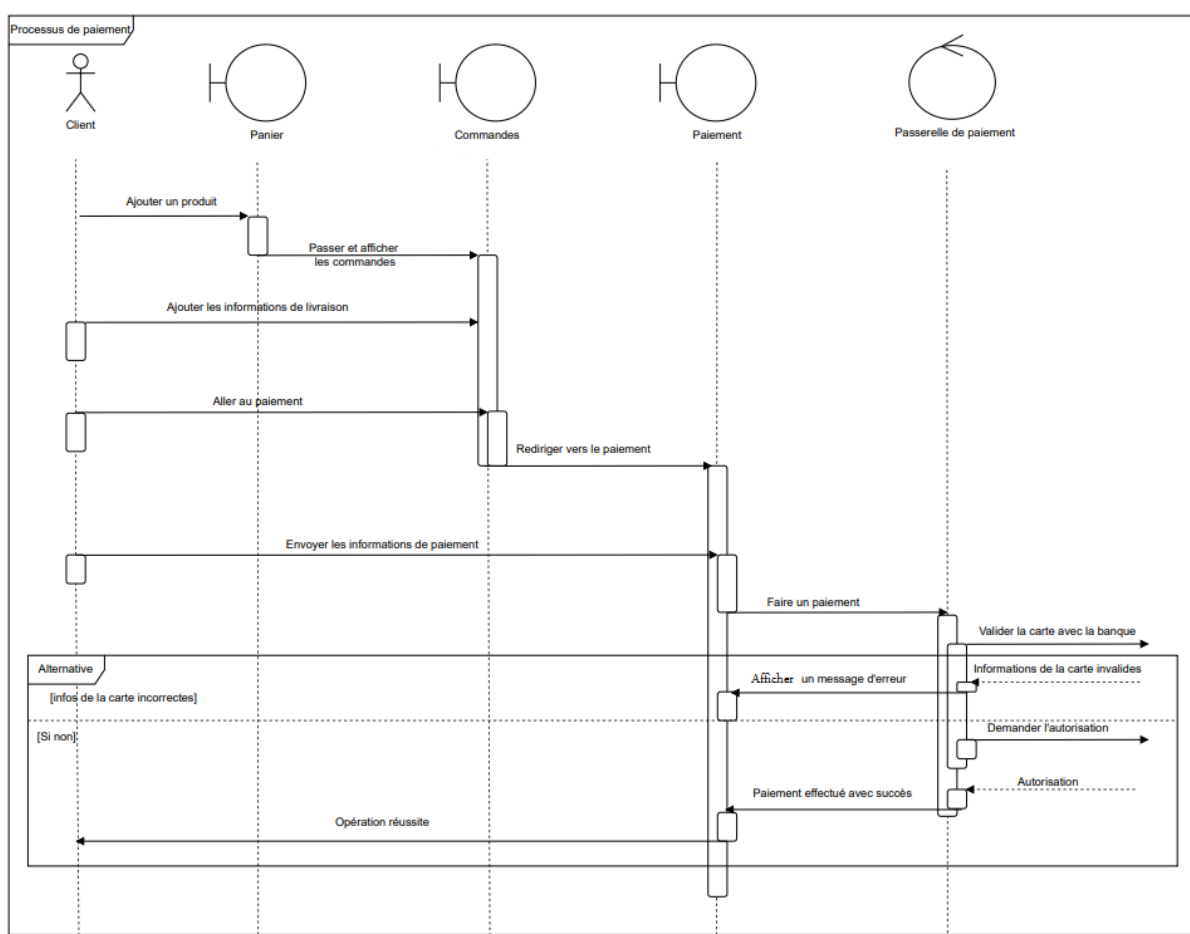 Processus de paiement
Client
Panier
Commandes
Paiement
Passerelle de paiement
Ajouter un produit
Passer et afficher
les commandes
Ajouter les informations de livraison
Aller au paiement
Rediriger vers le paiement
Envoyer les informations de paiement
Faire un paiement
Valider la carte avec la banque
Alternative
Informations de la carte invalides
Afficher un message d'erreur
[infos de la carte incorrectes]
Demander l'autorisation
[Si non]
Autorisation
Paiement effectué avec succès
Opération réussite